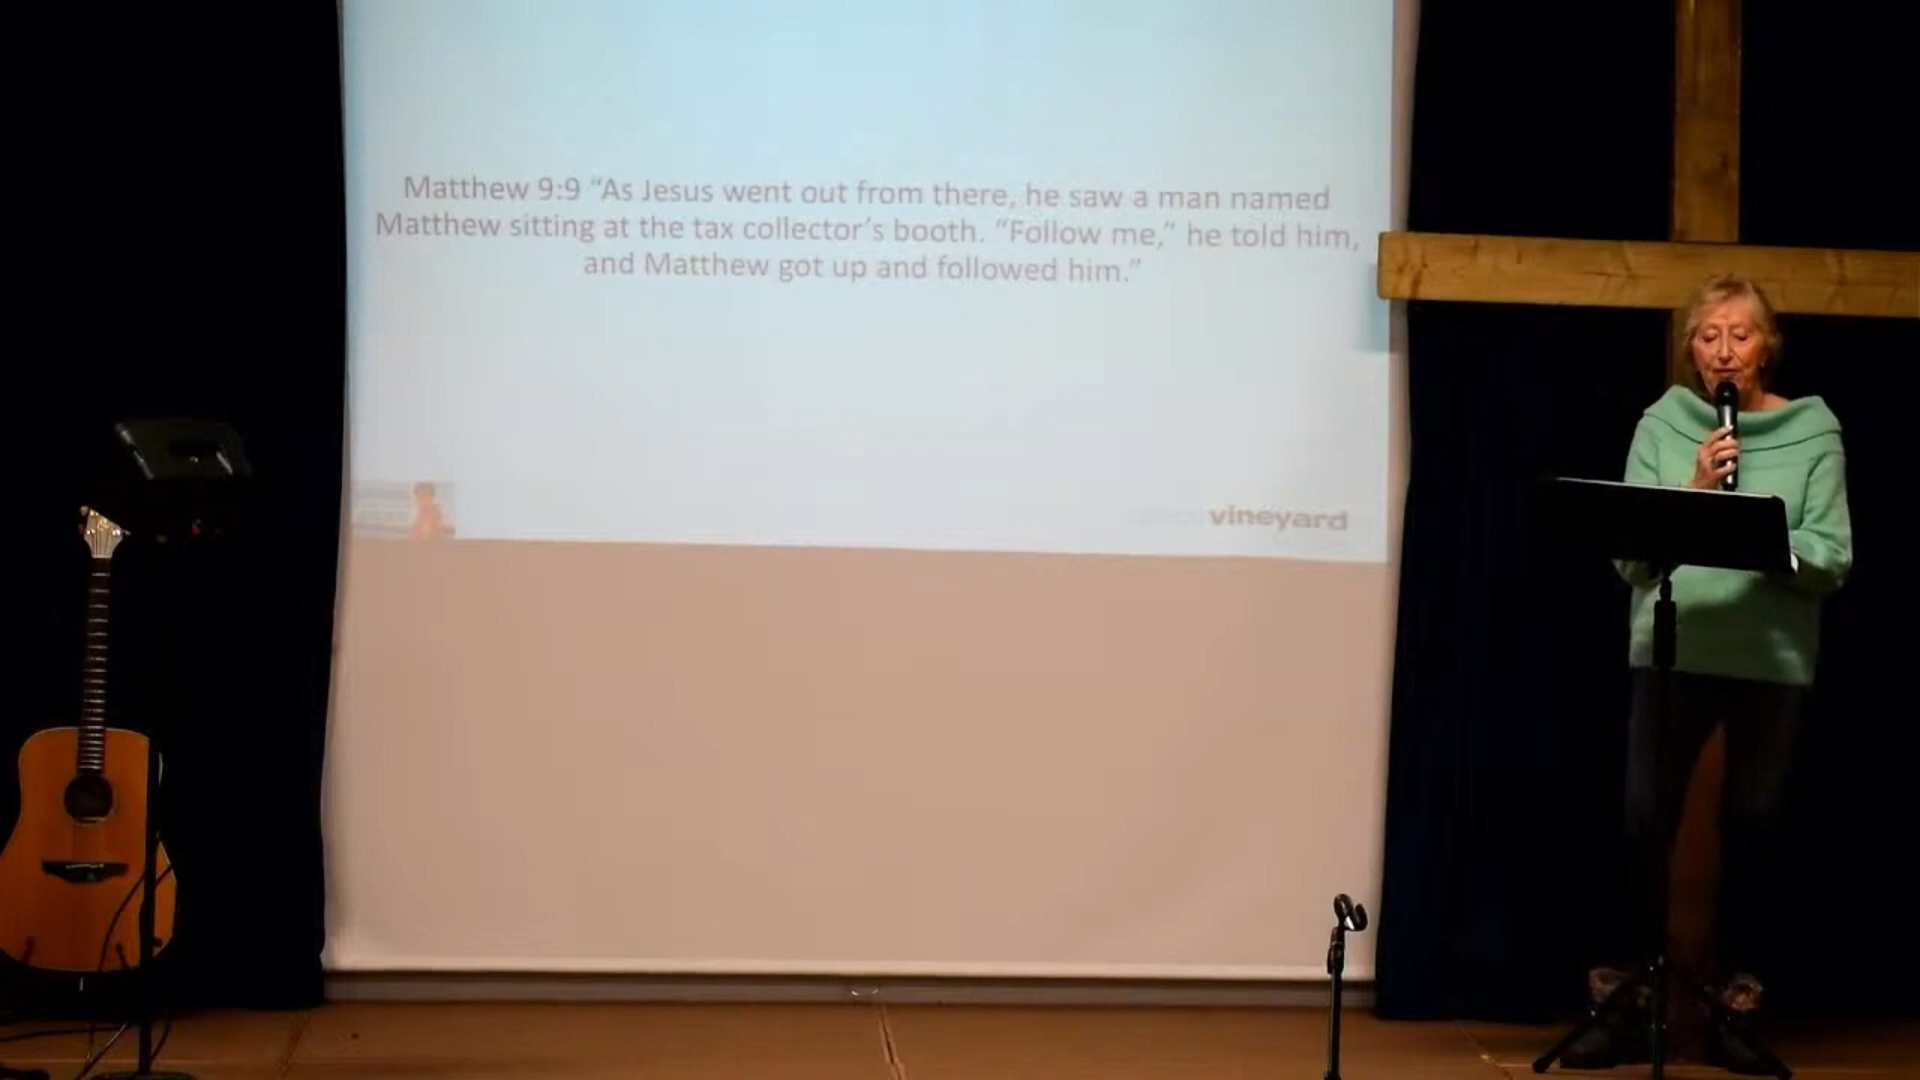 Matthew 9:9 “As Jesus went out from there, he saw a man named
Matthew sitting at the tax collector’s booth. “Follow me,” he told him,
and Matthew got up and followed him.”
vineyard